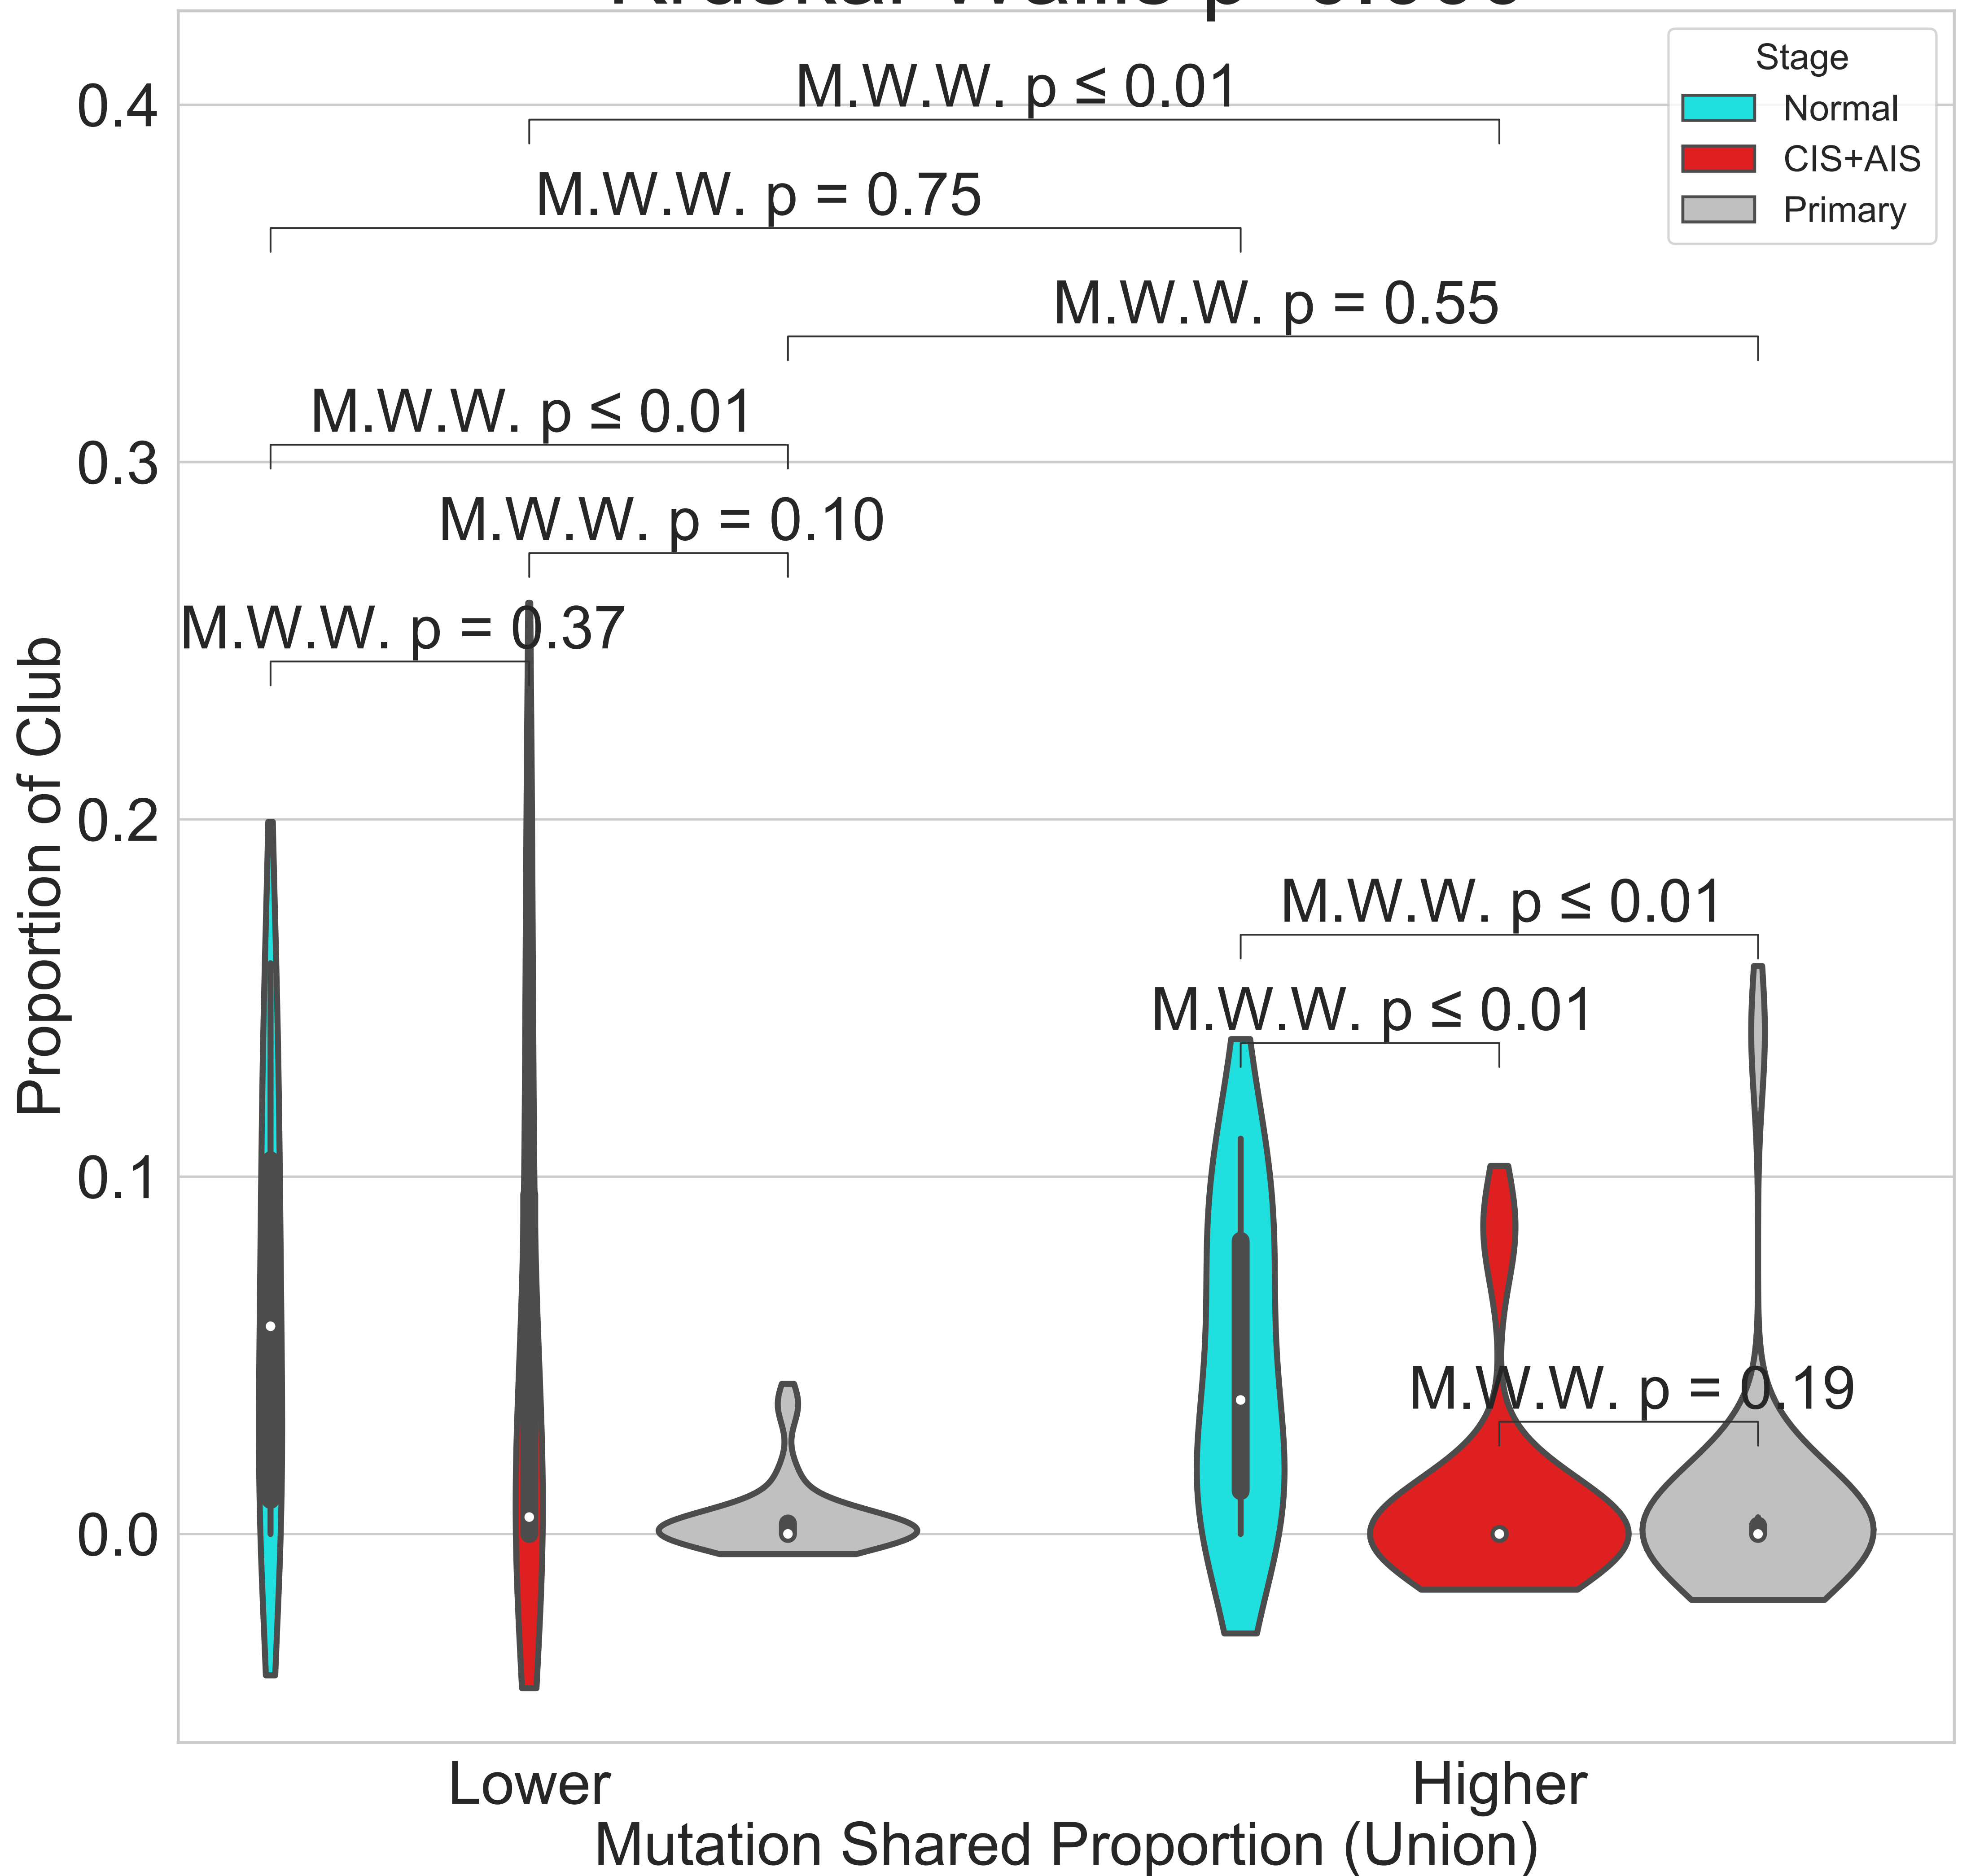 M.W.W. p ≤ 0.01
Stage
Normal
CIS+AIS
Primary
0.4
M.W.W. p = 0.75
M.W.W. p = 0.55
M.W.W. p ≤ 0.01
0.3
M.W.W. p = 0.10
M.W.W. p = 0.37
Proportion of Club
0.2
M.W.W. p ≤ 0.01
M.W.W. p ≤ 0.01
0.1
M.W.W. p = 0.19
0.0
Lower
Higher
Mutation Shared Proportion (Union)